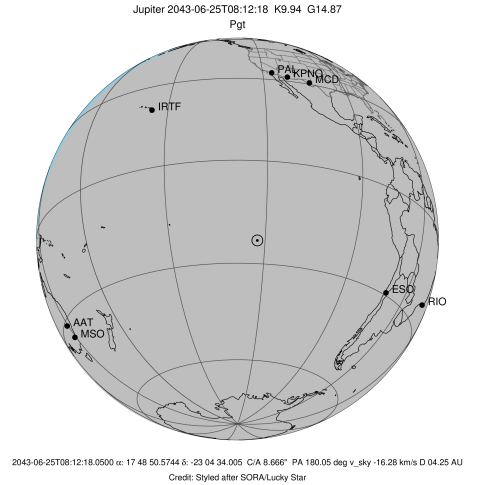 Jupiter 2043-06-25T08:12:18 K9.94 G14.87
Pgt
PAL
KPNO
MCD
IRTF
ESO
RIO
AAT
MSO
2043-06-25T08:12:18.0500 α: 17 48 50.5744 δ: -23 04 34.005 C/A 8.666" PA 180.05 deg v_sky -16.28 km/s D 04.25 AU
Credit: Styled after SORA/Lucky Star